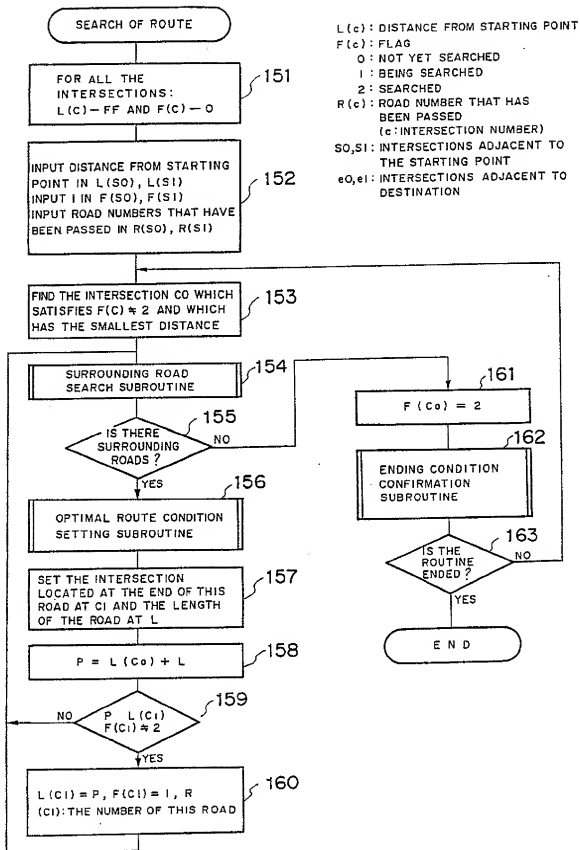 SEARCH OF ROUTE
FOR ALL THE
INTERSECTIONS:
L(C)-FF AND F(C)-0
151
INPUT DISTANCE FROM STARTING
POINT IN L(S0), L(S1)
INPUT 1 IN F(S0), F(S1)
INPUT ROAD NUMBERS THAT HAVE
BEEN PASSED IN R(S0), R(S1)
152
FIND THE INTERSECTION C0 WHICH
SATISFIES F(C) ≒ 2 AND WHICH
HAS THE SMALLEST DISTANCE
153
SURROUNDING ROAD
SEARCH SUBROUTINE
154
IS THERE
SURROUNDING
ROADS?
155
NO
YES
OPTIMAL ROUTE CONDITION
SETTING SUBROUTINE
156
SET THE INTERSECTION
LOCATED AT THE END OF THIS
ROAD AT C1 AND THE LENGTH
OF THE ROAD AT L
157
P = L(Co) + L
158
P L(C1)
F(C1) ≒ 2
159
NO
YES
L(C1)=P, F(C1)=1, R
(C1):THE NUMBER OF THIS ROAD
160
L(c): DISTANCE FROM STARTING POINT
F(c): FLAG
0: NOT YET SEARCHED
1: BEING SEARCHED
2: SEARCHED
R(c): ROAD NUMBER THAT HAS
BEEN PASSED
(c:INTERSECTION NUMBER)
S0,S1: INTERSECTIONS ADJACENT TO
THE STARTING POINT
e0,e1: INTERSECTIONS ADJACENT TO
DESTINATION
F(Co) = 2
161
ENDING CONDITION
CONFIRMATION
SUBROUTINE
162
IS THE
ROUTINE
ENDED?
163
NO
YES
END